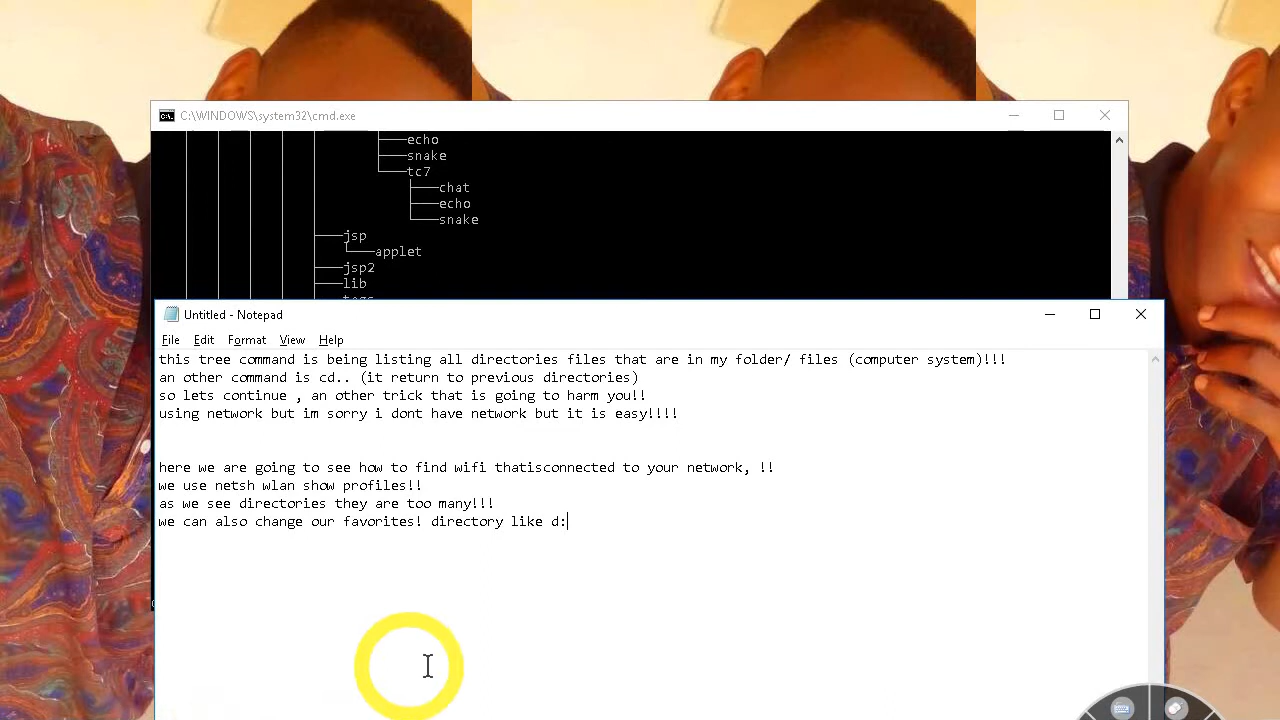 C:\WINDOWS\system32\cmd.exe
echo
snake
tc7
chat
echo
snake
jsp
applet
jsp2
lib
tags
Untitled - Notepad
File Edit Format View Help
this tree command is being listing all directories files that are in my folder/ files (computer system)!!!
an other command is cd.. (it return to previous directories)
so lets continue , an other trick that is going to harm you!!
using network but im sorry i dont have network but it is easy!!!!
here we are going to see how to find wifi thatisconnected to your network, !!
we use netsh wlan show profiles!!
as we see directories they are too many!!!
we can also change our favorites! directory like d: